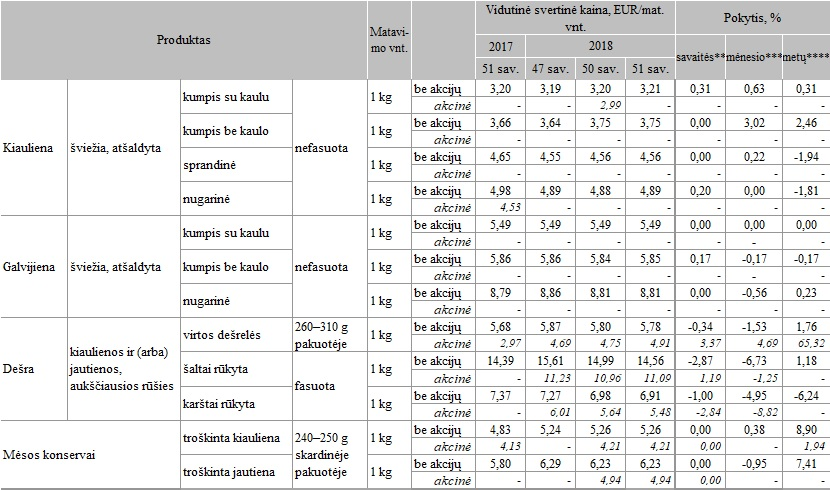 Produktas Matavi-mo vnt. Vidutinė svertinė kaina, EUR/mat. vnt. Pokytis, %
2017 2018 savaitės** mėnesio*** metų****
51 sav. 47 sav. 50 sav. 51 sav.
Kiauliena šviežia, atšaldyta kumpis su kaulu nefasuota 1 kg be akcijų 3,20 3,19 3,20 3,21 0,31 0,63 0,31
akcinė - - 2,99 - - - -
kumpis be kaulo 1 kg be akcijų 3,66 3,64 3,75 3,75 0,00 3,02 2,46
akcinė - - - - - - -
sprandinė 1 kg be akcijų 4,65 4,55 4,56 4,56 0,00 0,22 -1,94
akcinė - - - - - - -
nugarinė 1 kg be akcijų 4,98 4,89 4,88 4,89 0,20 0,00 -1,81
akcinė 4,53 - - - - - -
Galvijiena šviežia, atšaldyta kumpis su kaulu nefasuota 1 kg be akcijų 5,49 5,49 5,49 5,49 0,00 0,00 0,00
akcinė - - - - - - -
kumpis be kaulo 1 kg be akcijų 5,86 5,86 5,84 5,85 0,17 -0,17 -0,17
akcinė - - - - - - -
nugarinė 1 kg be akcijų 8,79 8,86 8,81 8,81 0,00 -0,56 0,23
akcinė - - - - - - -
Dešra kiaulienos ir (arba) jautienos, aukščiausios rūšies virtos dešrelės 260–310 g pakuotėje 1 kg be akcijų 5,68 5,87 5,80 5,78 -0,34 -1,53 1,76
akcinė 2,97 4,69 4,75 4,91 3,37 4,69 65,32
šaltai rūkyta fasuota 1 kg be akcijų 14,39 15,61 14,99 14,56 -2,87 -6,73 1,18
akcinė - 11,23 10,96 11,09 1,19 -1,25 -
karštai rūkyta 1 kg be akcijų 7,37 7,27 6,98 6,91 -1,00 -4,95 -6,24
akcinė - 6,01 5,64 5,48 -2,84 -8,82 -
Mėsos konservai troškinta kiauliena 240–250 g skardinėje pakuotėje 1 kg be akcijų 4,83 5,24 5,26 5,26 0,00 0,38 8,90
akcinė 4,13 - 4,21 4,21 0,00 - 1,94
troškinta jautiena 1 kg be akcijų 5,80 6,29 6,23 6,23 0,00 -0,95 7,41
akcinė - - 4,94 4,94 0,00 - -